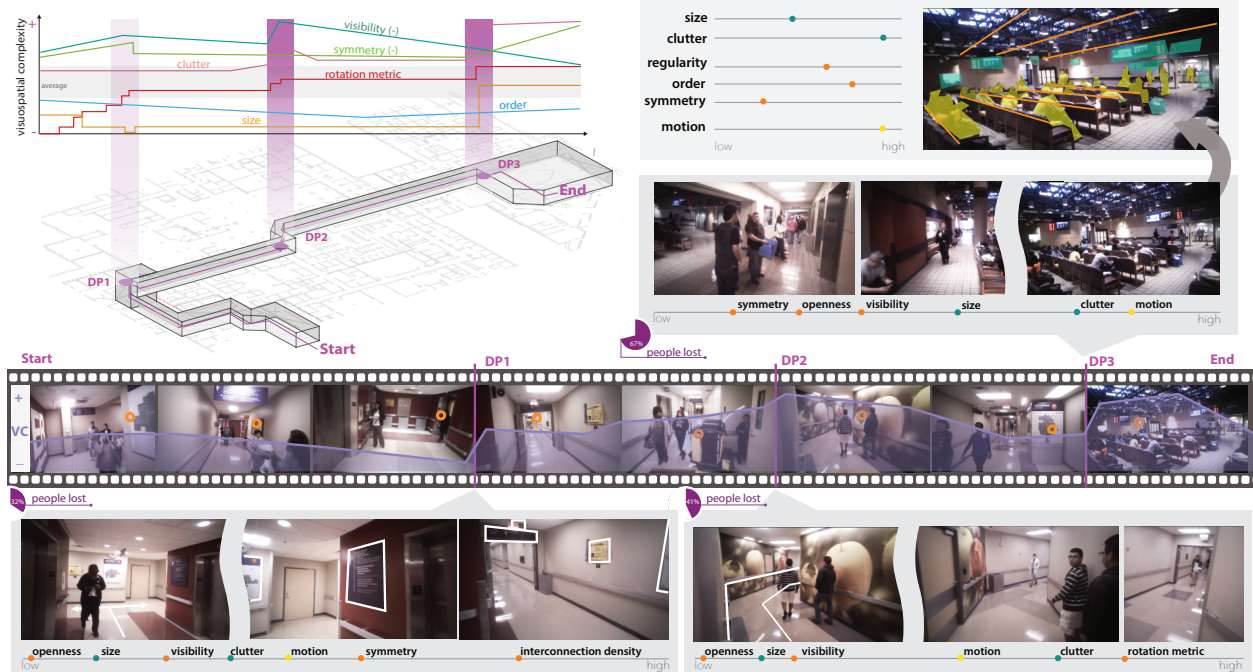 visuospatial complexity
+
average
-
visibility (-)
symmetry (-)
clutter
rotation metric
order
size
DP1
DP2
DP3
End
Start
size
clutter
regularity
order
symmetry
motion
low
high
symmetry
openness
visibility
size
clutter
motion
low
high
67%
people lost
Start
DP1
DP2
DP3
End
+
VC
–
32%
people lost
41%
people lost
openness
size
visibility
clutter
motion
symmetry
interconnection density
low
high
openness
size
visibility
motion
clutter
rotation metric
low
high